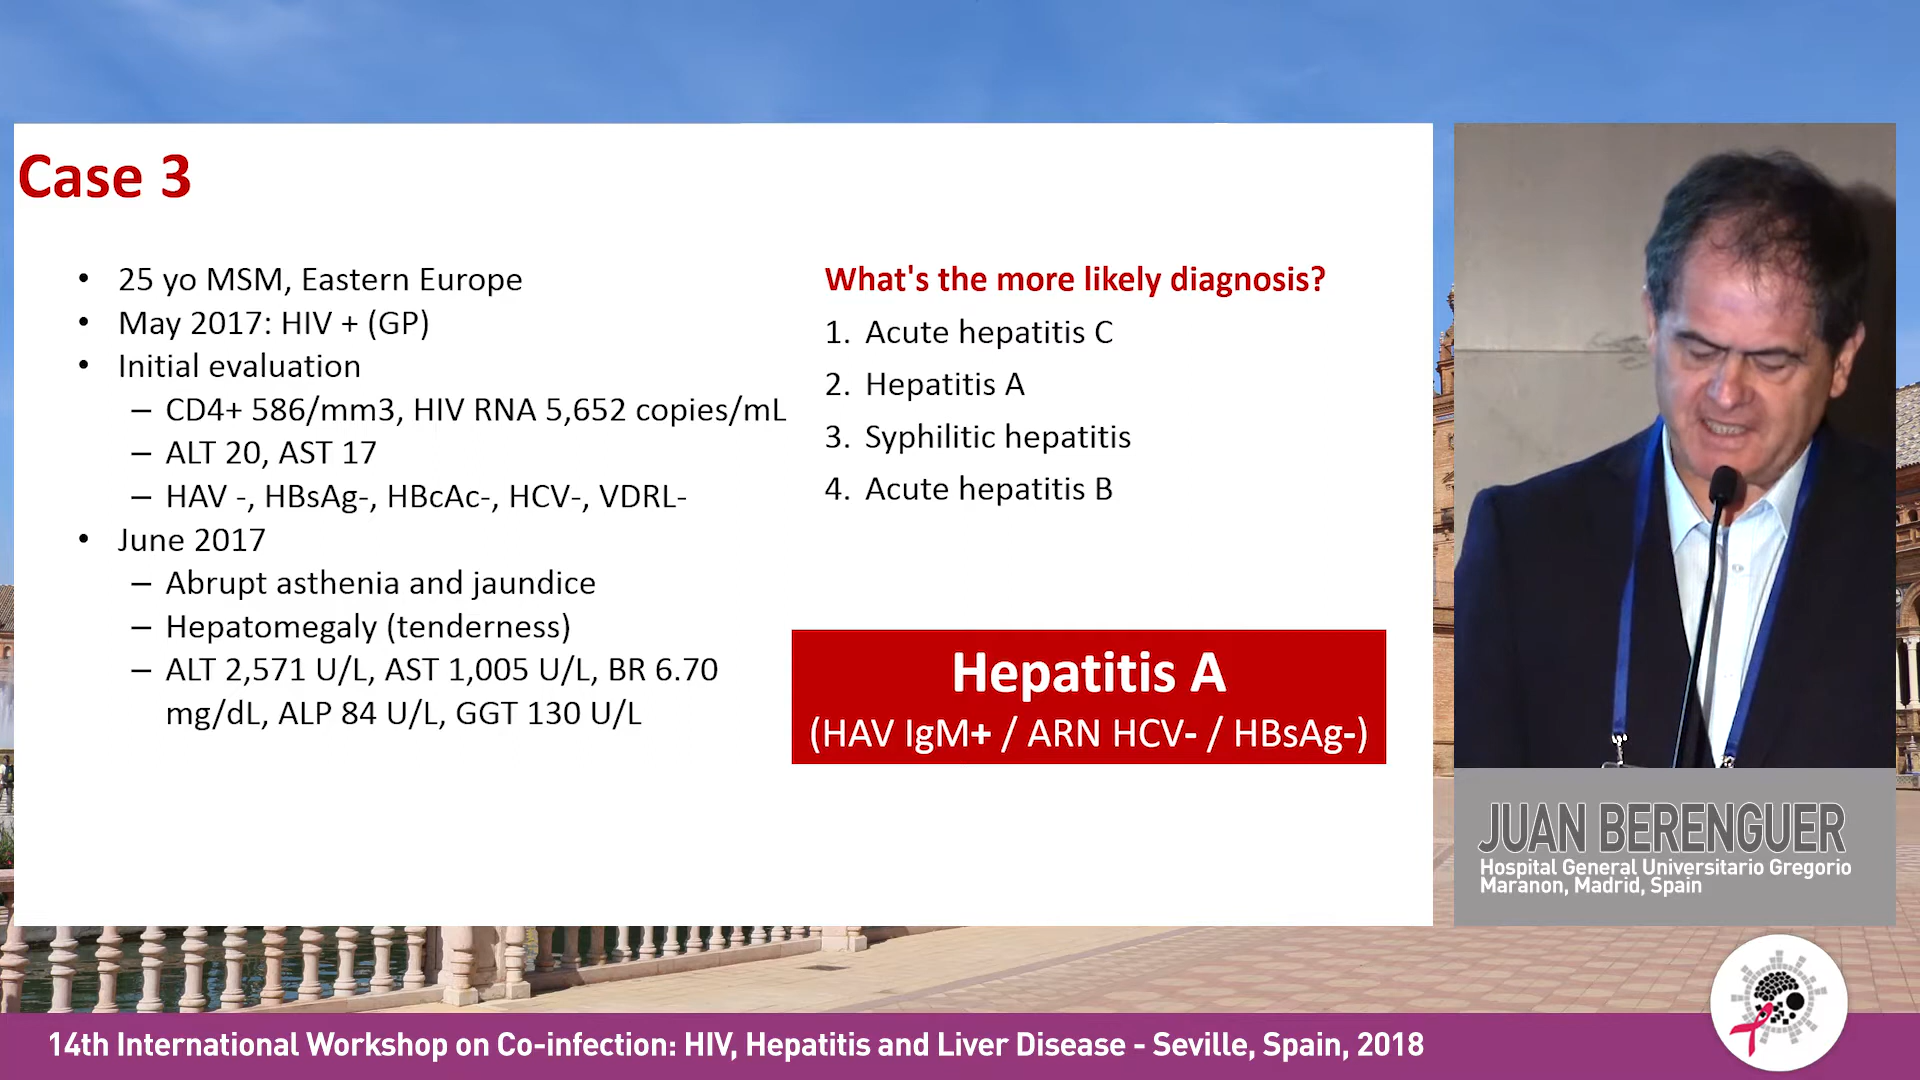 Case 3
• 25 yo MSM, Eastern Europe
• May 2017: HIV + (GP)
• Initial evaluation
– CD4+ 586/mm3, HIV RNA 5,652 copies/mL
– ALT 20, AST 17
– HAV -, HBsAg-, HBcAc-, HCV-, VDRL-
• June 2017
– Abrupt asthenia and jaundice
– Hepatomegaly (tenderness)
– ALT 2,571 U/L, AST 1,005 U/L, BR 6.70
mg/dL, ALP 84 U/L, GGT 130 U/L
What's the more likely diagnosis?
1. Acute hepatitis C
2. Hepatitis A
3. Syphilitic hepatitis
4. Acute hepatitis B
Hepatitis A
(HAV IgM+ / ARN HCV- / HBsAg-)
JUAN BERENGUER
Hospital General Universitario Gregorio
Maranon, Madrid, Spain
14th International Workshop on Co-infection: HIV, Hepatitis and Liver Disease - Seville, Spain, 2018